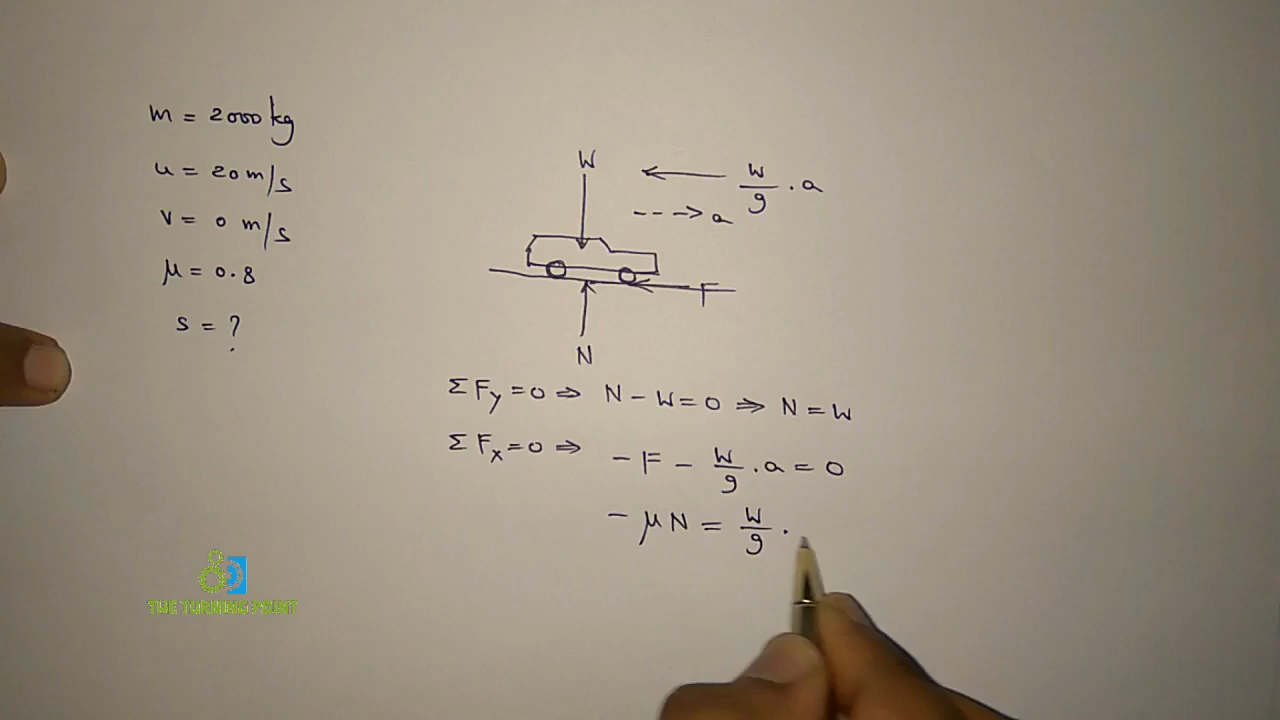 m = 2000 kg
u = 20 m/s
v = 0 m/s
μ = 0.8
s = ?
W
W/g . a
a
F
N
ΣFy = 0 ⇒ N - W = 0 ⇒ N = W
ΣFx = 0 ⇒ - F - W/g . a = 0
- μN = W/g .
THE TURNING POINT